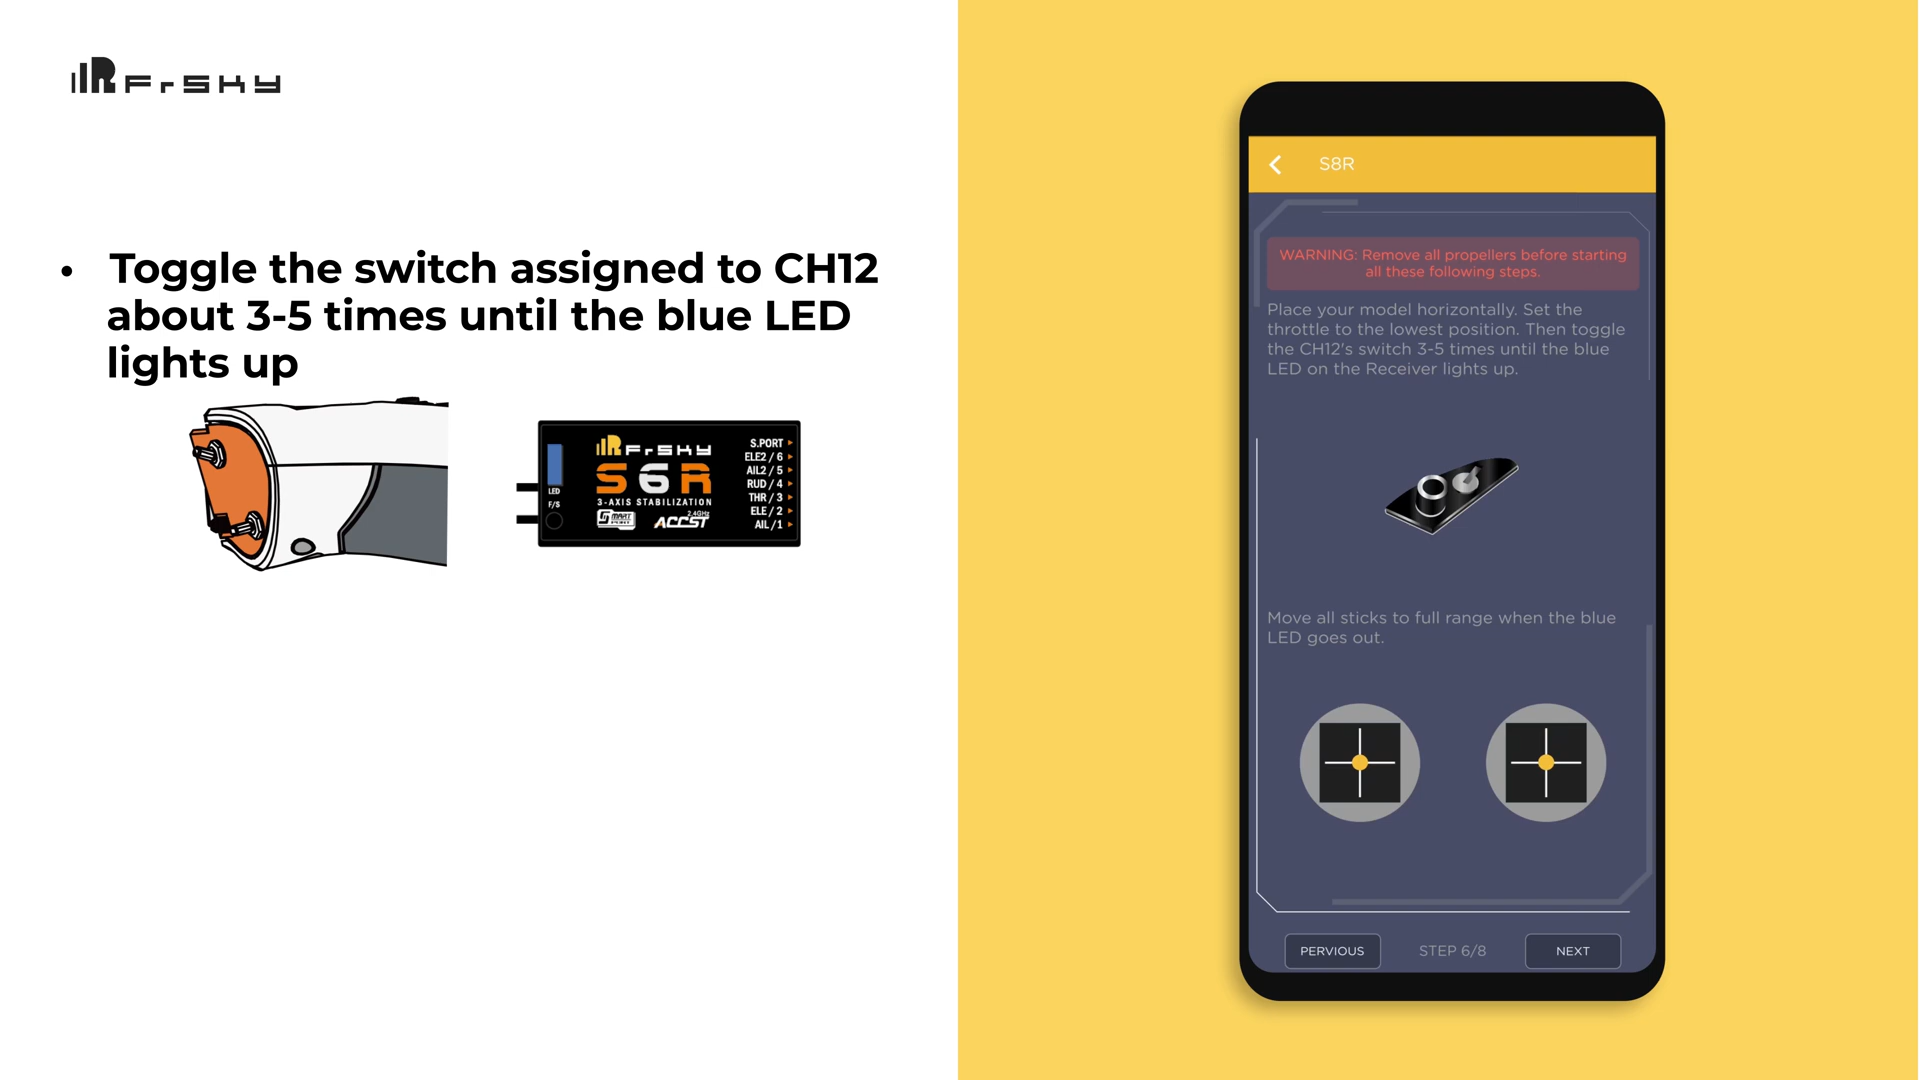 FrSKY
• Toggle the switch assigned to CH12
about 3-5 times until the blue LED
lights up
LED
F/S
FrSKY
S6R
3-AXIS STABILIZATION
SMART PORT
2.4GHz
ACCST
S.PORT
ELE2 / 6
AIL2 / 5
RUD / 4
THR / 3
ELE / 2
AIL / 1
S8R
WARNING: Remove all propellers before starting
all these following steps.
Place your model horizontally. Set the
throttle to the lowest position. Then toggle
the CH12's switch 3-5 times until the blue
LED on the Receiver lights up.
Move all sticks to full range when the blue
LED goes out.
PERVIOUS
STEP 6/8
NEXT